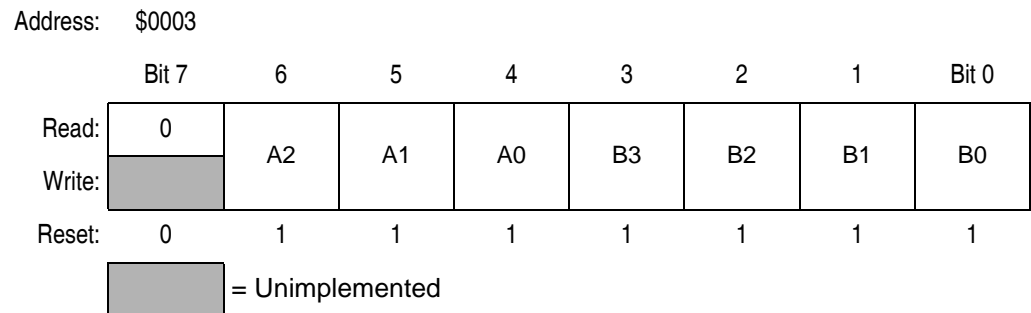 Address: $0003
Bit 7 6 5 4 3 2 1 Bit 0
Read: 0
A2 A1 A0 B3 B2 B1 B0
Write:
Reset: 0 1 1 1 1 1 1 1
= Unimplemented